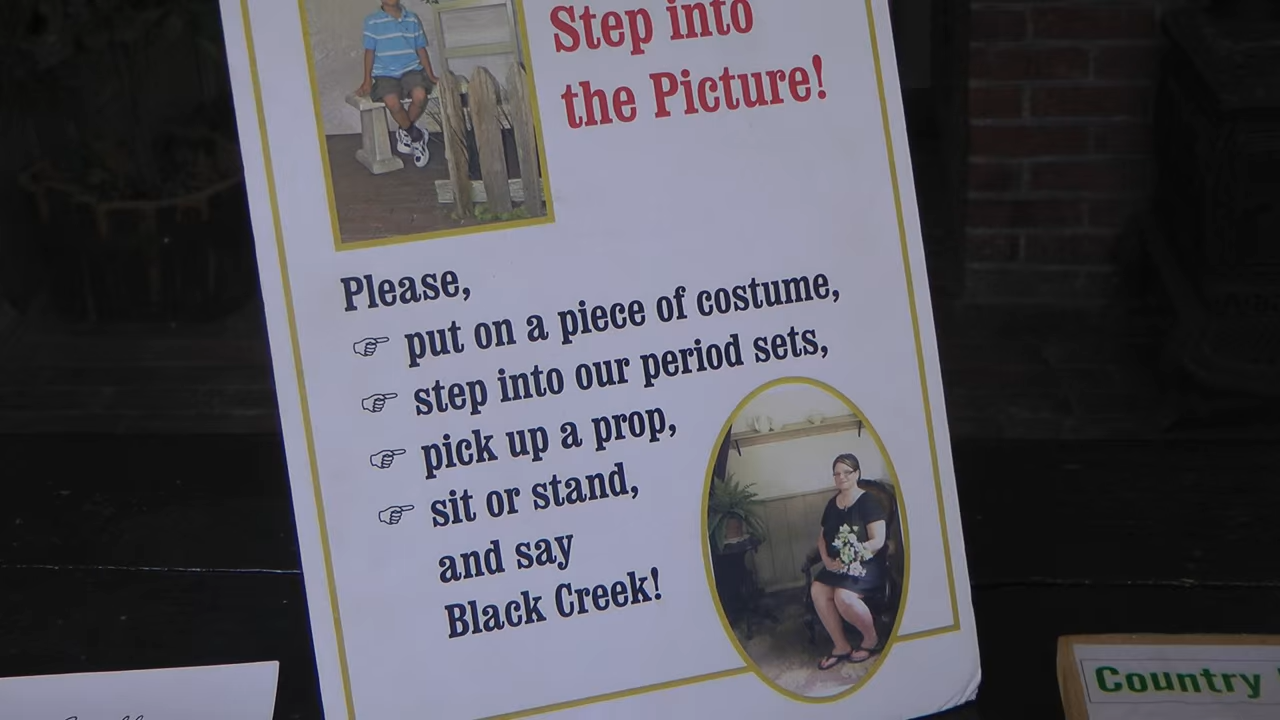 Step into
the Picture!
Please,
put on a piece of costume,
step into our period sets,
pick up a prop,
sit or stand,
and say
Black Creek!
Country